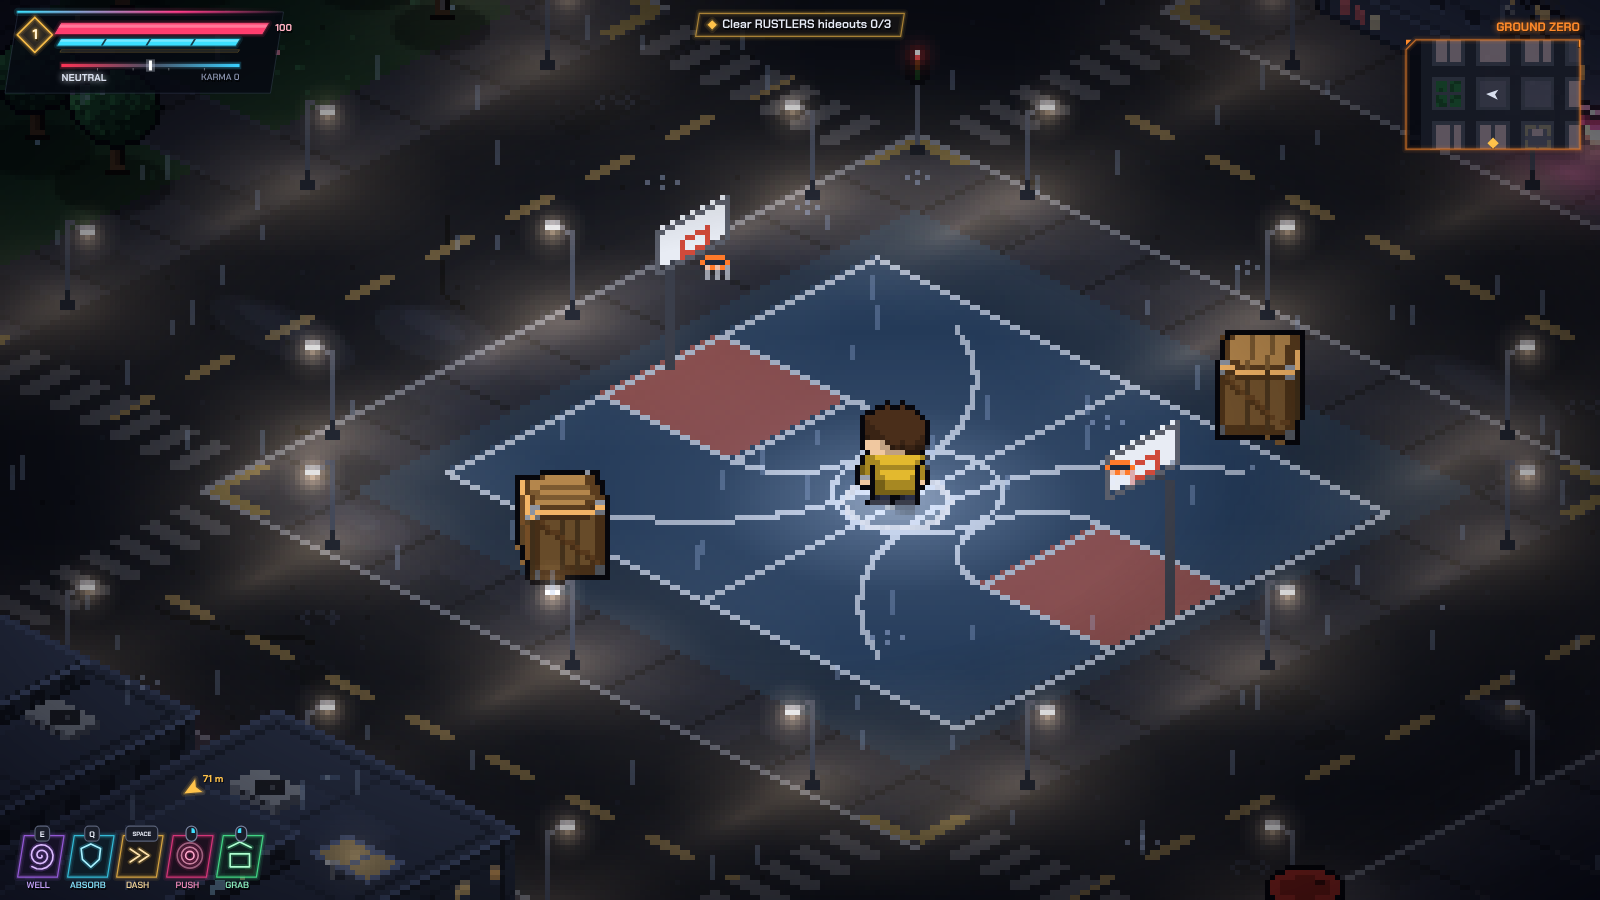 1
100
NEUTRAL
KARMA 0
Clear RUSTLERS hideouts 0/3
GROUND ZERO
71 m
E
Q
SPACE
WELL
ABSORB
DASH
PUSH
GRAB